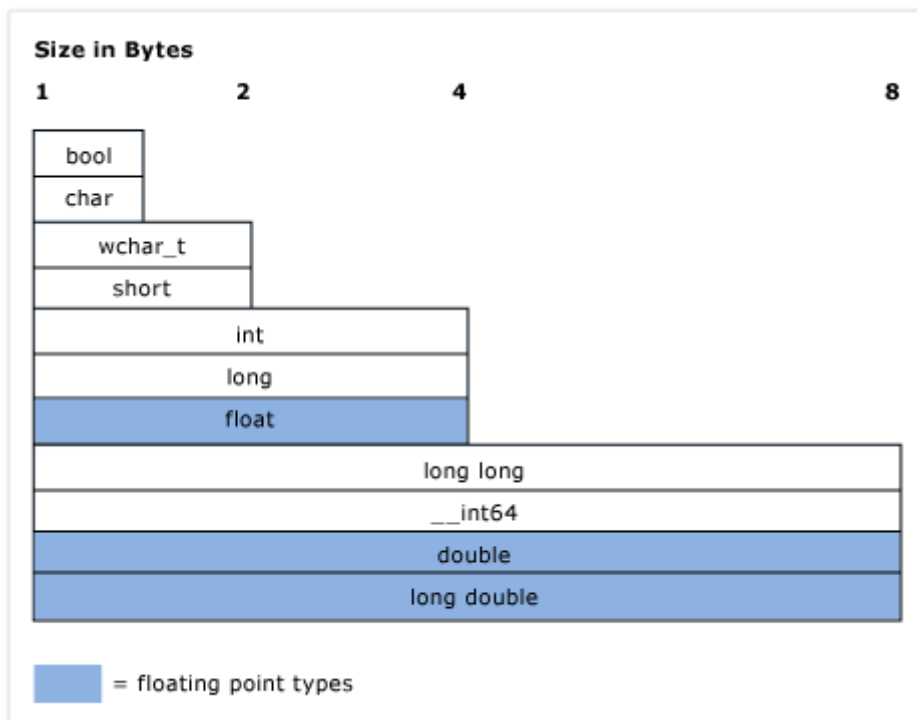 Size in Bytes
1 2 4 8
bool
char
wchar_t
short
int
long
float
long long
__int64
double
long double
= floating point types